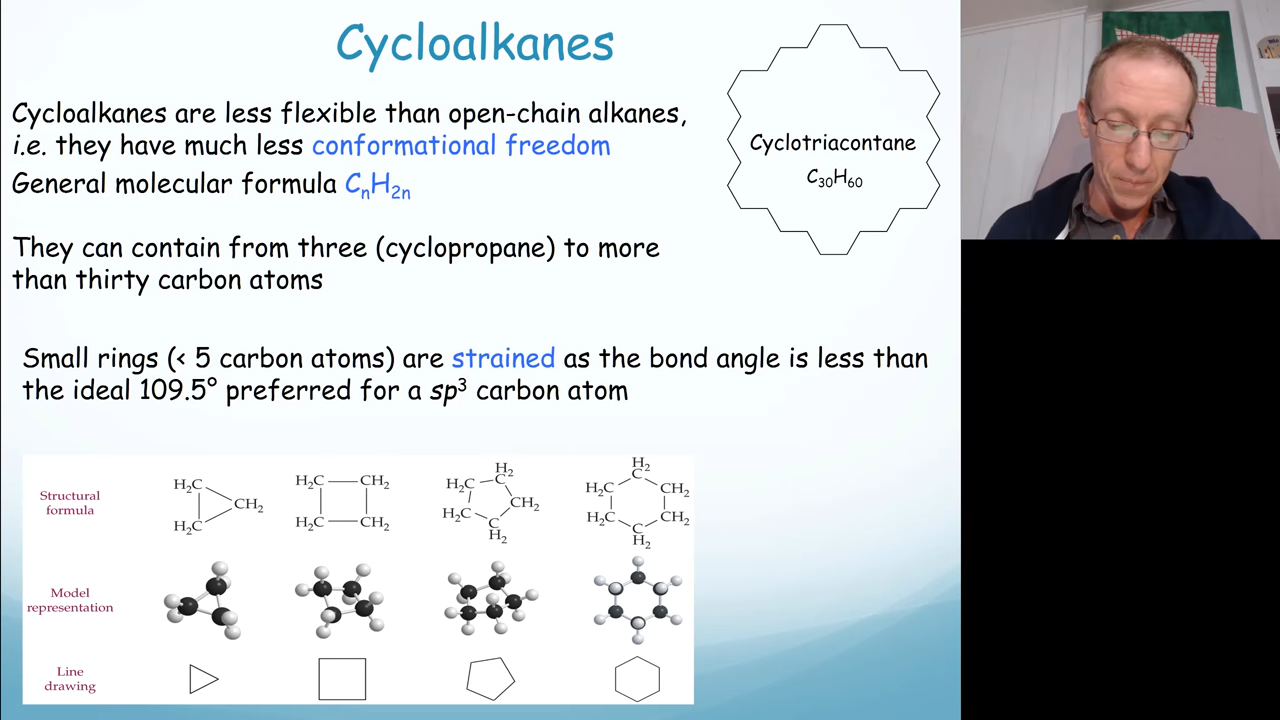 Cycloalkanes
Cycloalkanes are less flexible than open-chain alkanes,
i.e. they have much less conformational freedom
General molecular formula CₙH₂ₙ
They can contain from three (cyclopropane) to more
than thirty carbon atoms
Cyclotriacontane
C₃₀H₆₀
Small rings (< 5 carbon atoms) are strained as the bond angle is less than
the ideal 109.5° preferred for a sp³ carbon atom
Structural
formula
H₂C
CH₂
H₂C
H₂C CH₂
H₂C CH₂
H₂
H₂C C
CH₂
H₂C C
H₂
H₂
C
H₂C CH₂
H₂C CH₂
C
H₂
Model
representation
Line
drawing